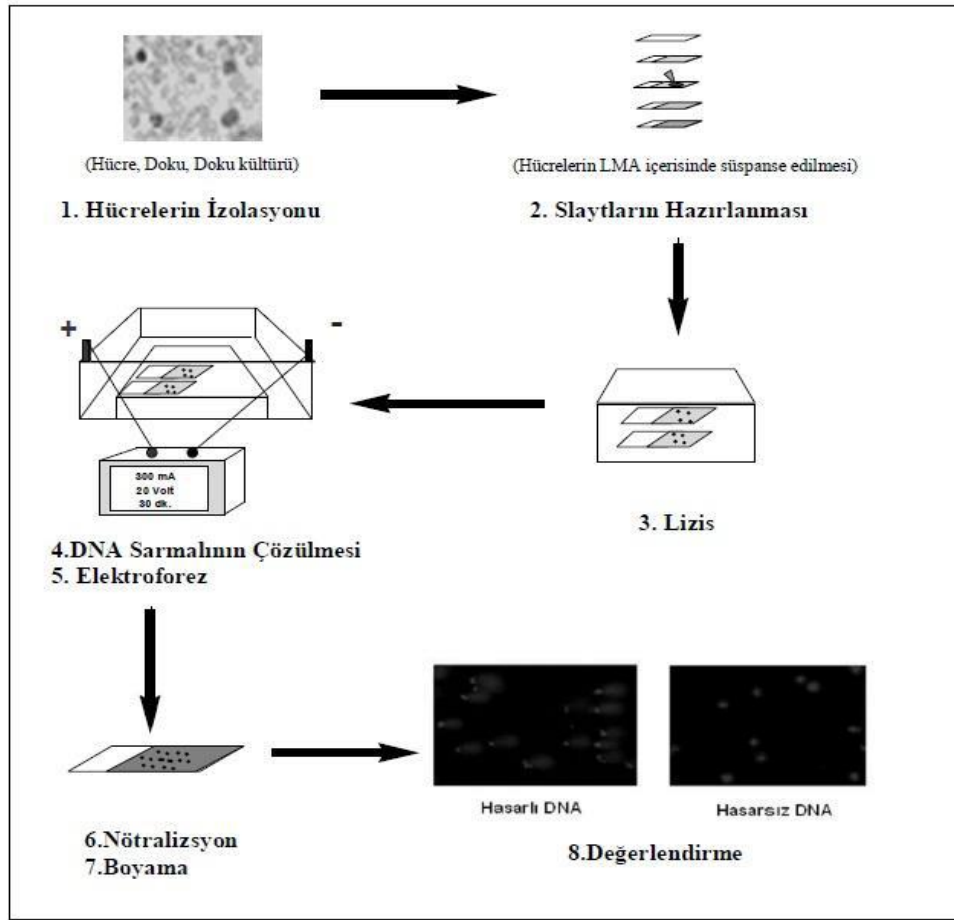 (Hücre, Doku, Doku kültürü)
1. Hücrelerin İzolasyonu
(Hücrelerin LMA içerisinde süspanse edilmesi)
2. Slaytların Hazırlanması
+
-
300 mA
20 Volt
30 dk.
3. Lizis
4.DNA Sarmalının Çözülmesi
5. Elektroforez
Hasarlı DNA
Hasarsız DNA
6.Nötralizsyon
7.Boyama
8.Değerlendirme